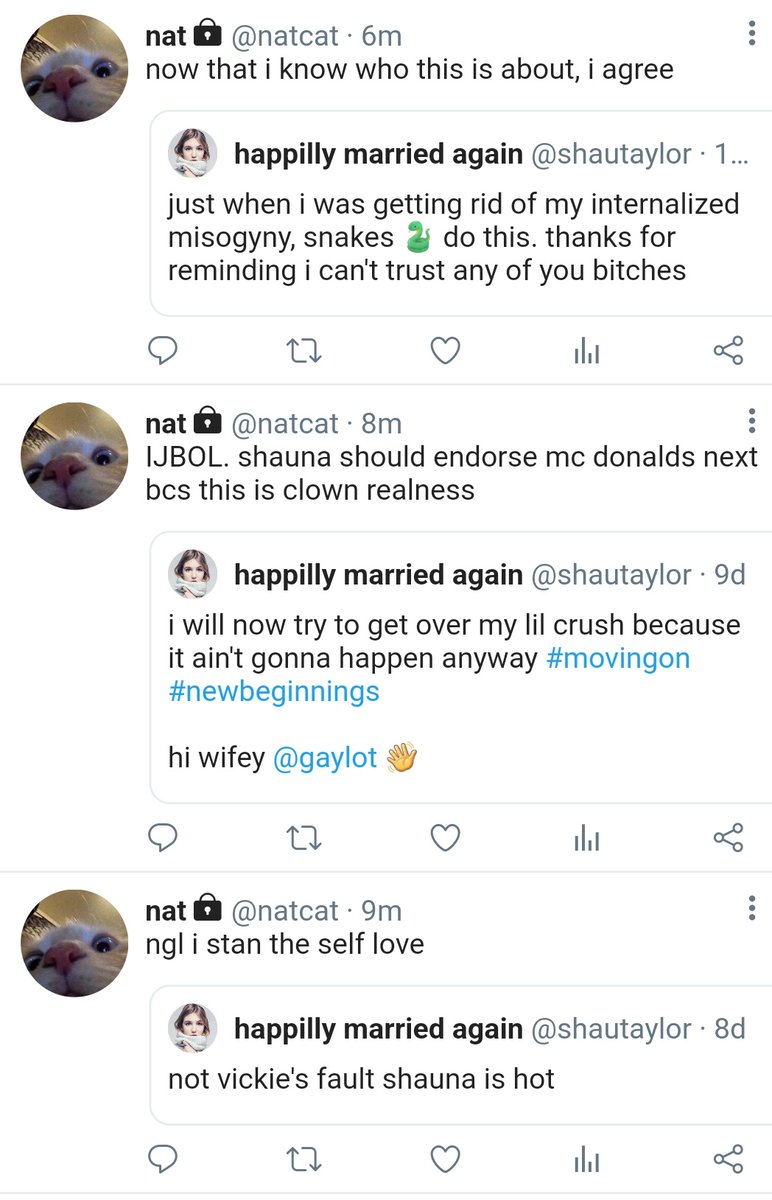 nat 🔒 @natcat · 6m
now that i know who this is about, i agree
happilly married again @shautaylor · 1...
just when i was getting rid of my internalized
misogyny, snakes 🐍 do this. thanks for
reminding i can't trust any of you bitches
nat 🔒 @natcat · 8m
IJBOL. shauna should endorse mc donalds next
bcs this is clown realness
happilly married again @shautaylor · 9d
i will now try to get over my lil crush because
it ain't gonna happen anyway #movingon
#newbeginnings
hi wifey @gaylot 👋
nat 🔒 @natcat · 9m
ngl i stan the self love
happilly married again @shautaylor · 8d
not vickie's fault shauna is hot